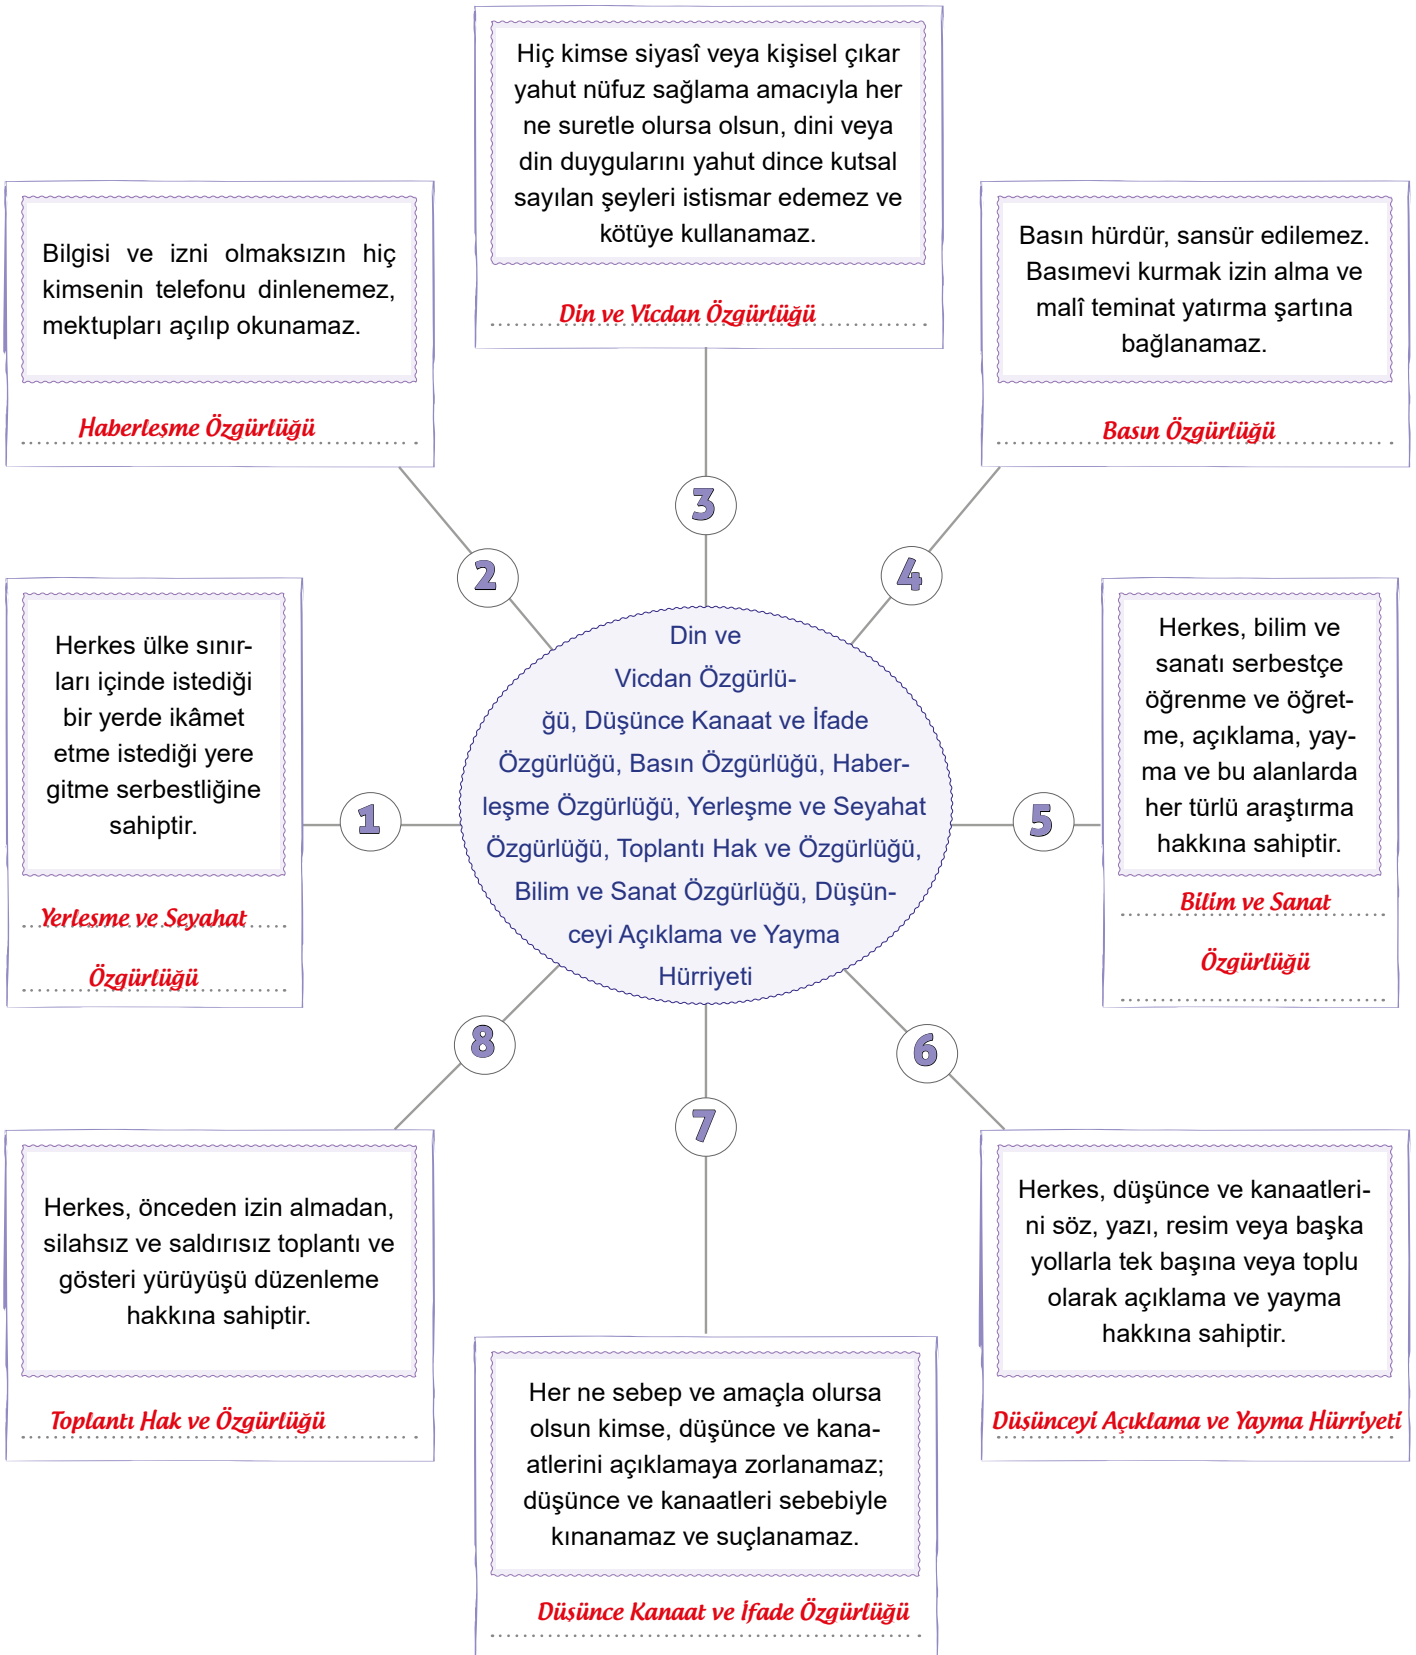 Hiç kimse siyasî veya kişisel çıkar
yahut nüfuz sağlama amacıyla her
ne suretle olursa olsun, dini veya
din duygularını yahut dince kutsal
sayılan şeyleri istismar edemez ve
kötüye kullanamaz.
Din ve Vicdan Özgürlüğü
Bilgisi ve izni olmaksızın hiç
kimsenin telefonu dinlenemez,
mektupları açılıp okunamaz.
Haberleşme Özgürlüğü
Basın hürdür, sansür edilemez.
Basımevi kurmak izin alma ve
malî teminat yatırma şartına
bağlanamaz.
Basın Özgürlüğü
3
2
4
Herkes ülke sınır-
ları içinde istediği
bir yerde ikâmet
etme istediği yere
gitme serbestliğine
sahiptir.
Yerleşme ve Seyahat
Özgürlüğü
1
Din ve
Vicdan Özgürlü-
ğü, Düşünce Kanaat ve İfade
Özgürlüğü, Basın Özgürlüğü, Haber-
leşme Özgürlüğü, Yerleşme ve Seyahat
Özgürlüğü, Toplantı Hak ve Özgürlüğü,
Bilim ve Sanat Özgürlüğü, Düşün-
ceyi Açıklama ve Yayma
Hürriyeti
5
Herkes, bilim ve
sanatı serbestçe
öğrenme ve öğret-
me, açıklama, yay-
ma ve bu alanlarda
her türlü araştırma
hakkına sahiptir.
Bilim ve Sanat
Özgürlüğü
8
6
7
Herkes, önceden izin almadan,
silahsız ve saldırısız toplantı ve
gösteri yürüyüşü düzenleme
hakkına sahiptir.
Toplantı Hak ve Özgürlüğü
Herkes, düşünce ve kanaatleri-
ni söz, yazı, resim veya başka
yollarla tek başına veya toplu
olarak açıklama ve yayma
hakkına sahiptir.
Düşünceyi Açıklama ve Yayma Hürriyeti
Her ne sebep ve amaçla olursa
olsun kimse, düşünce ve kana-
atlerini açıklamaya zorlanamaz;
düşünce ve kanaatleri sebebiyle
kınanamaz ve suçlanamaz.
Düşünce Kanaat ve İfade Özgürlüğü